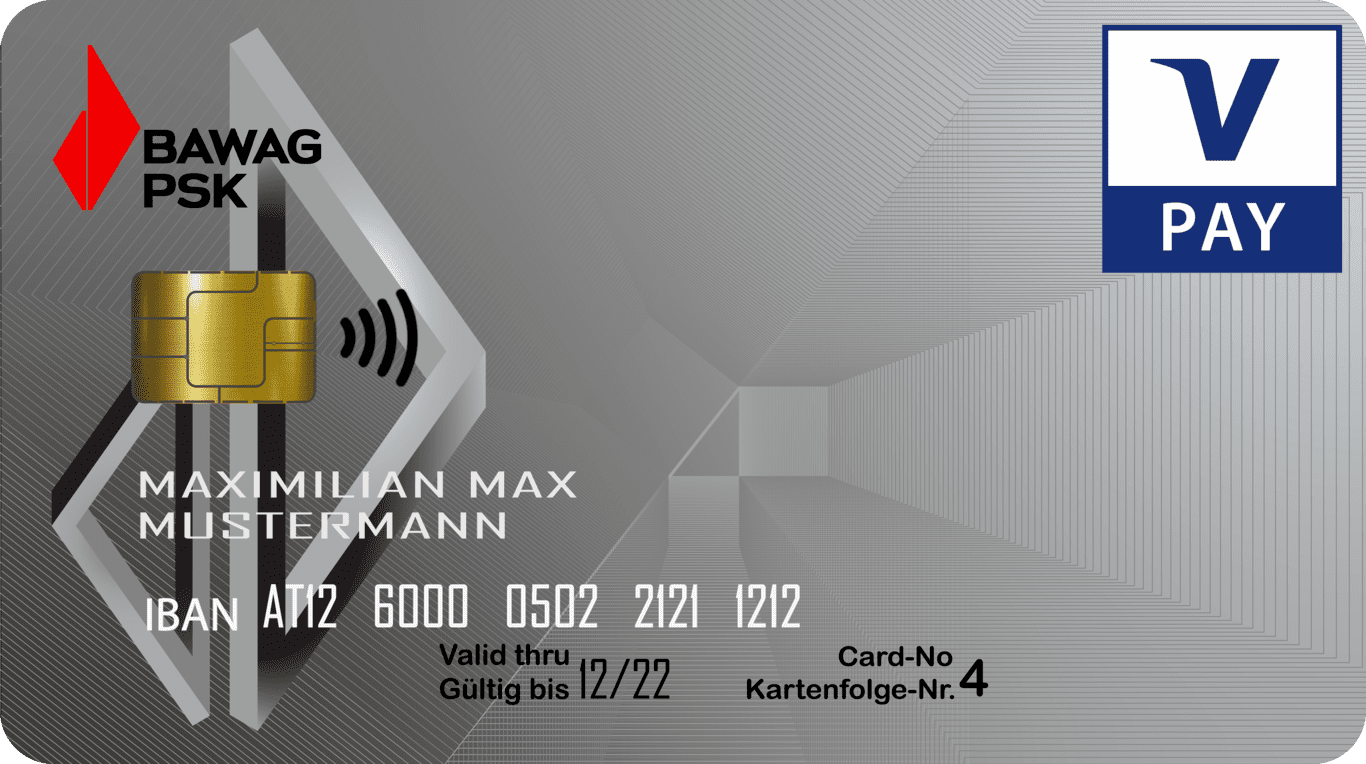 BAWAG
PSK
V
PAY
MAXIMILIAN MAX
MUSTERMANN
IBAN AT12 6000 0502 2121 1212
Valid thru
Gültig bis 12/22
Card-No
Kartenfolge-Nr. 4